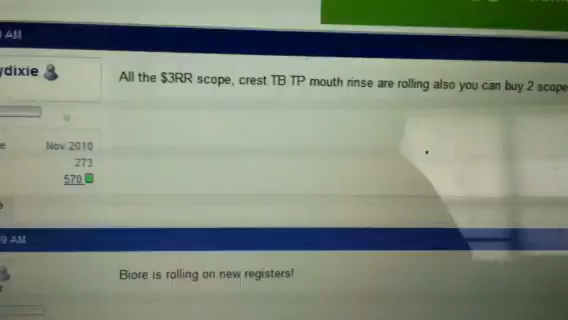 AM
ydixie
All the $3RR scope, crest TB TP mouth rinse are rolling also you can buy 2 scope
Nov 2010
273
570
9 AM
Biore is rolling on new registers!